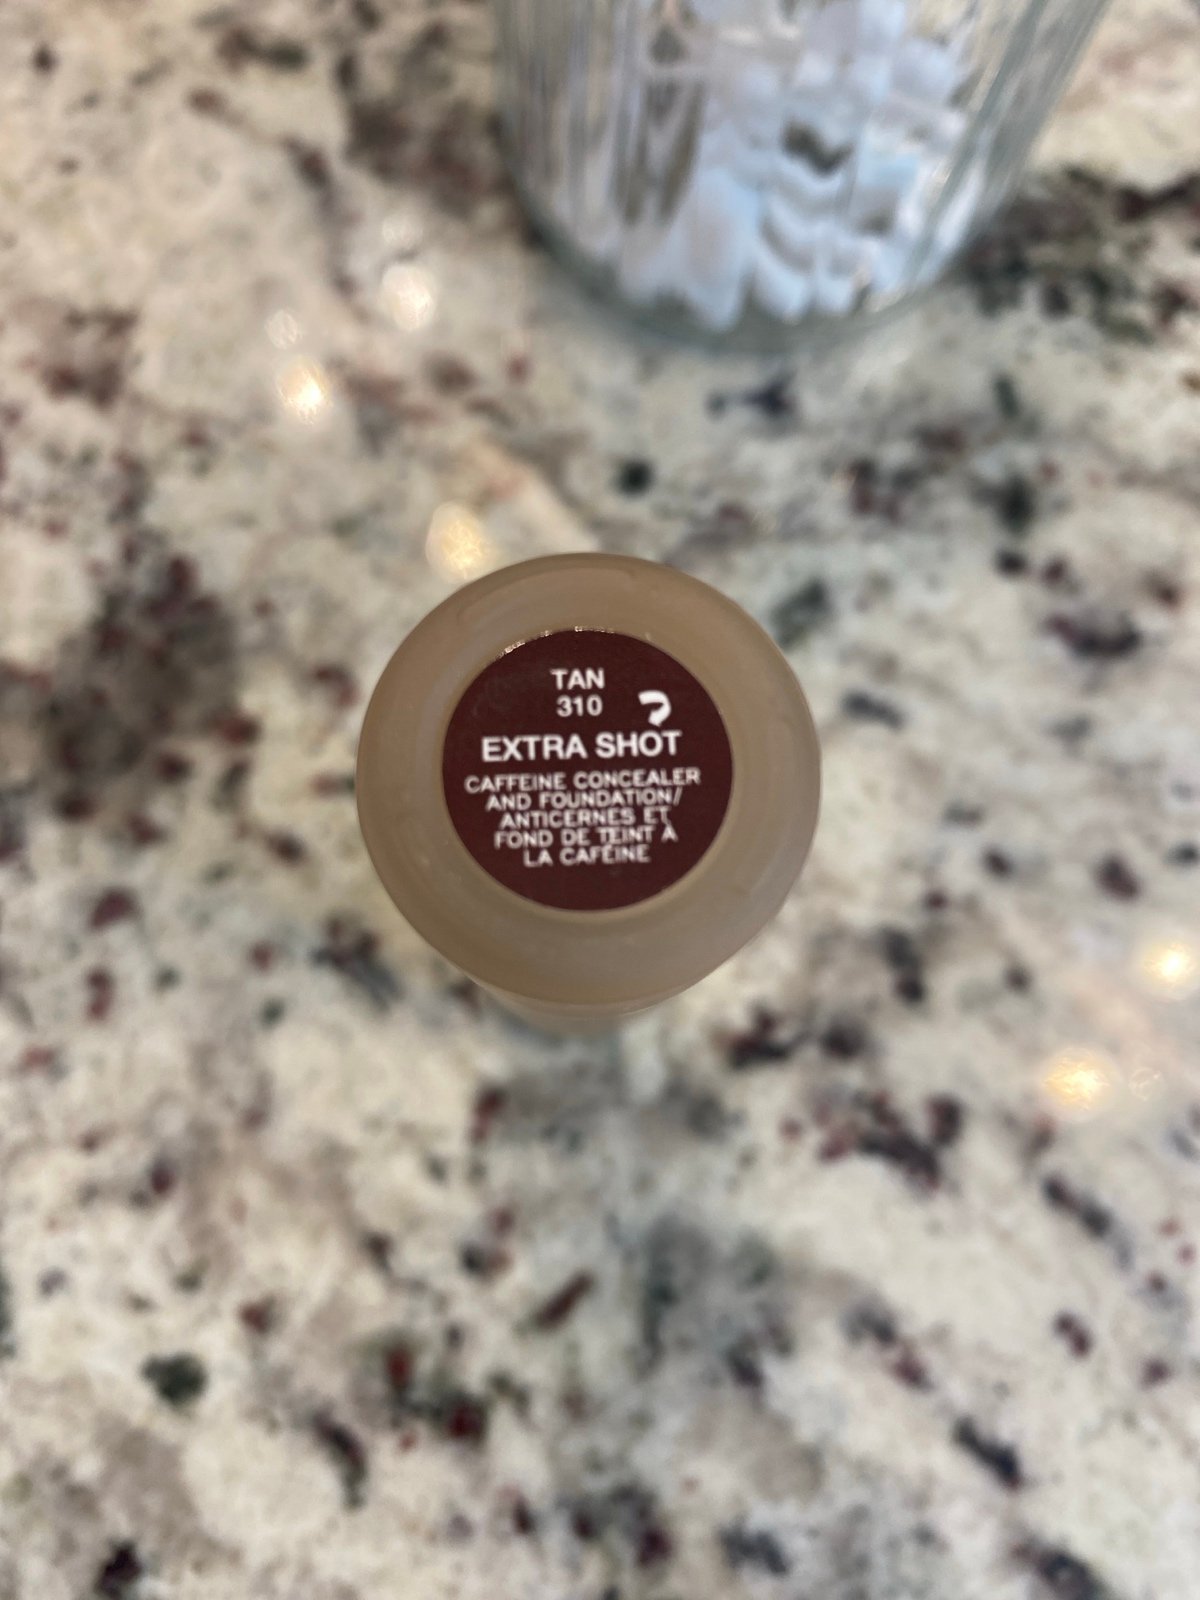 TAN
310
EXTRA SHOT
CAFFEINE CONCEALER
AND FOUNDATION/
ANTICERNES ET
FOND DE TEINT À
LA CAFÉINE